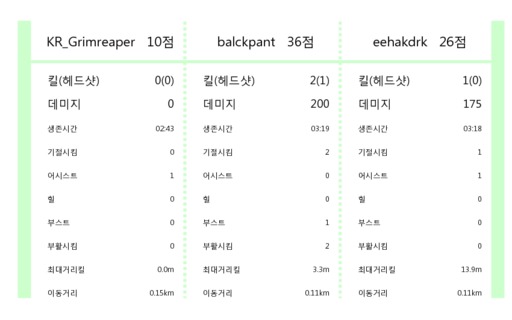 KR_Grimreaper 10점 balckpant 36점 eehakdrk 26점
킬(헤드샷) 0(0) 킬(헤드샷) 2(1) 킬(헤드샷) 1(0)
데미지 0 데미지 200 데미지 175
생존시간 02:43 생존시간 03:19 생존시간 03:18
기절시킴 0 기절시킴 2 기절시킴 1
어시스트 1 어시스트 0 어시스트 1
힐 0 힐 0 힐 0
부스트 0 부스트 1 부스트 0
부활시킴 0 부활시킴 2 부활시킴 0
최대거리킬 0.0m 최대거리킬 3.3m 최대거리킬 13.9m
이동거리 0.15km 이동거리 0.11km 이동거리 0.11km